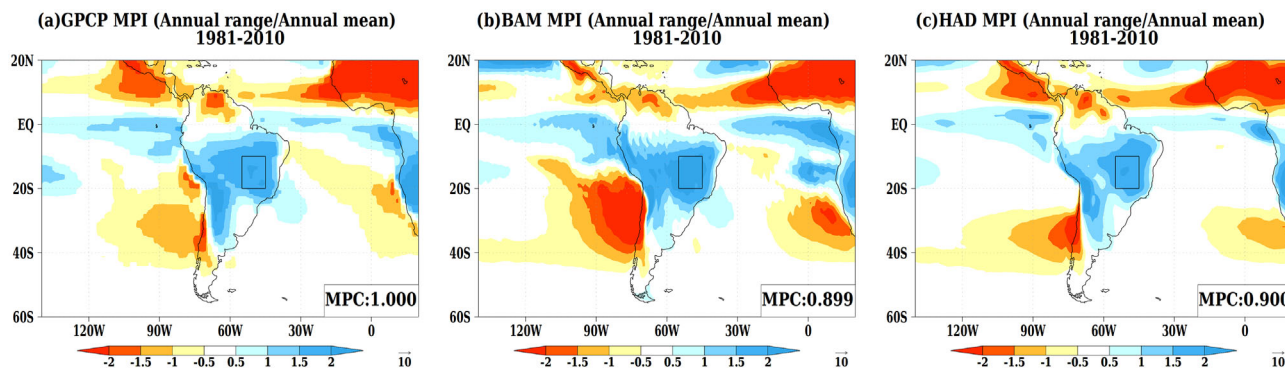 (a)GPCP MPI (Annual range/Annual mean)
1981-2010
20N
EQ
20S
40S
60S
120W 90W 60W 30W 0
MPC:1.000
-2 -1.5 -1 -0.5 0.5 1 1.5 2
10
(b)BAM MPI (Annual range/Annual mean)
1981-2010
20N
EQ
20S
40S
60S
120W 90W 60W 30W 0
MPC:0.899
-2 -1.5 -1 -0.5 0.5 1 1.5 2
10
(c)HAD MPI (Annual range/Annual mean)
1981-2010
20N
EQ
20S
40S
60S
120W 90W 60W 30W 0
MPC:0.900
-2 -1.5 -1 -0.5 0.5 1 1.5 2
10